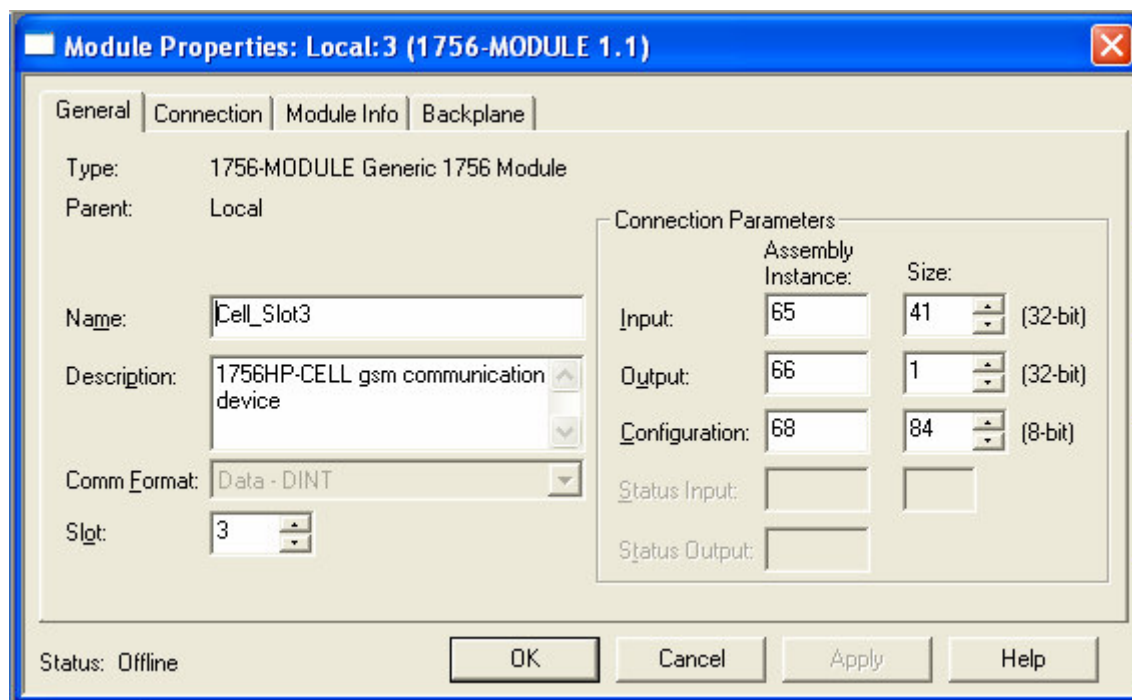 Module Properties: Local:3 (1756-MODULE 1.1)
General Connection Module Info Backplane
Type: 1756-MODULE Generic 1756 Module
Parent: Local
Connection Parameters
Assembly
Instance: Size:
Name: Cell_Slot3
Input: 65 41 (32-bit)
Description: 1756HP-CELL gsm communication
device
Output: 66 1 (32-bit)
Configuration: 68 84 (8-bit)
Comm Format: Data - DINT
Status Input:
Slot: 3
Status Output:
Status: Offline OK Cancel Apply Help